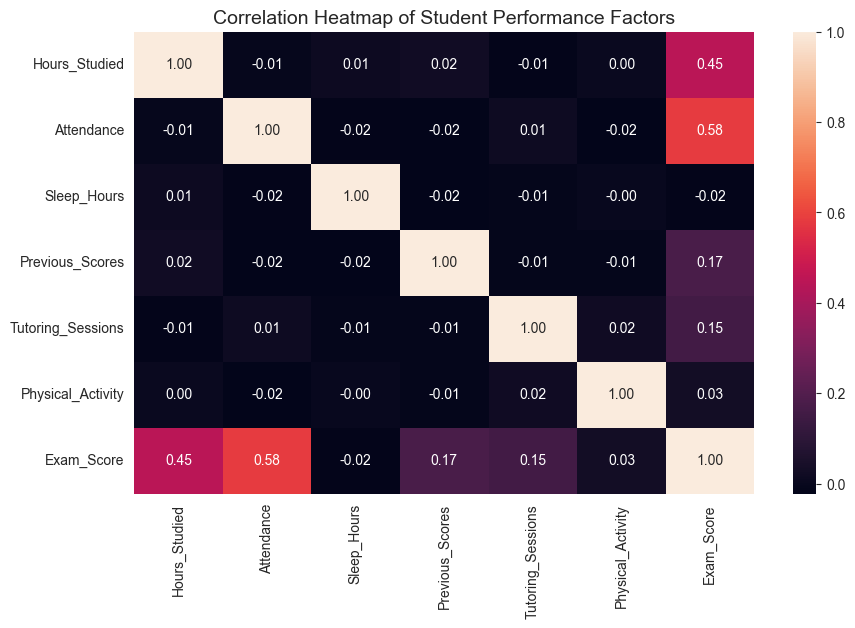 Correlation Heatmap of Student Performance Factors
Hours_Studied 1.00 -0.01 0.01 0.02 -0.01 0.00 0.45
Attendance -0.01 1.00 -0.02 -0.02 0.01 -0.02 0.58
Sleep_Hours 0.01 -0.02 1.00 -0.02 -0.01 -0.00 -0.02
Previous_Scores 0.02 -0.02 -0.02 1.00 -0.01 -0.01 0.17
Tutoring_Sessions -0.01 0.01 -0.01 -0.01 1.00 0.02 0.15
Physical_Activity 0.00 -0.02 -0.00 -0.01 0.02 1.00 0.03
Exam_Score 0.45 0.58 -0.02 0.17 0.15 0.03 1.00
Hours_Studied
Attendance
Sleep_Hours
Previous_Scores
Tutoring_Sessions
Physical_Activity
Exam_Score
1.0
0.8
0.6
0.4
0.2
0.0